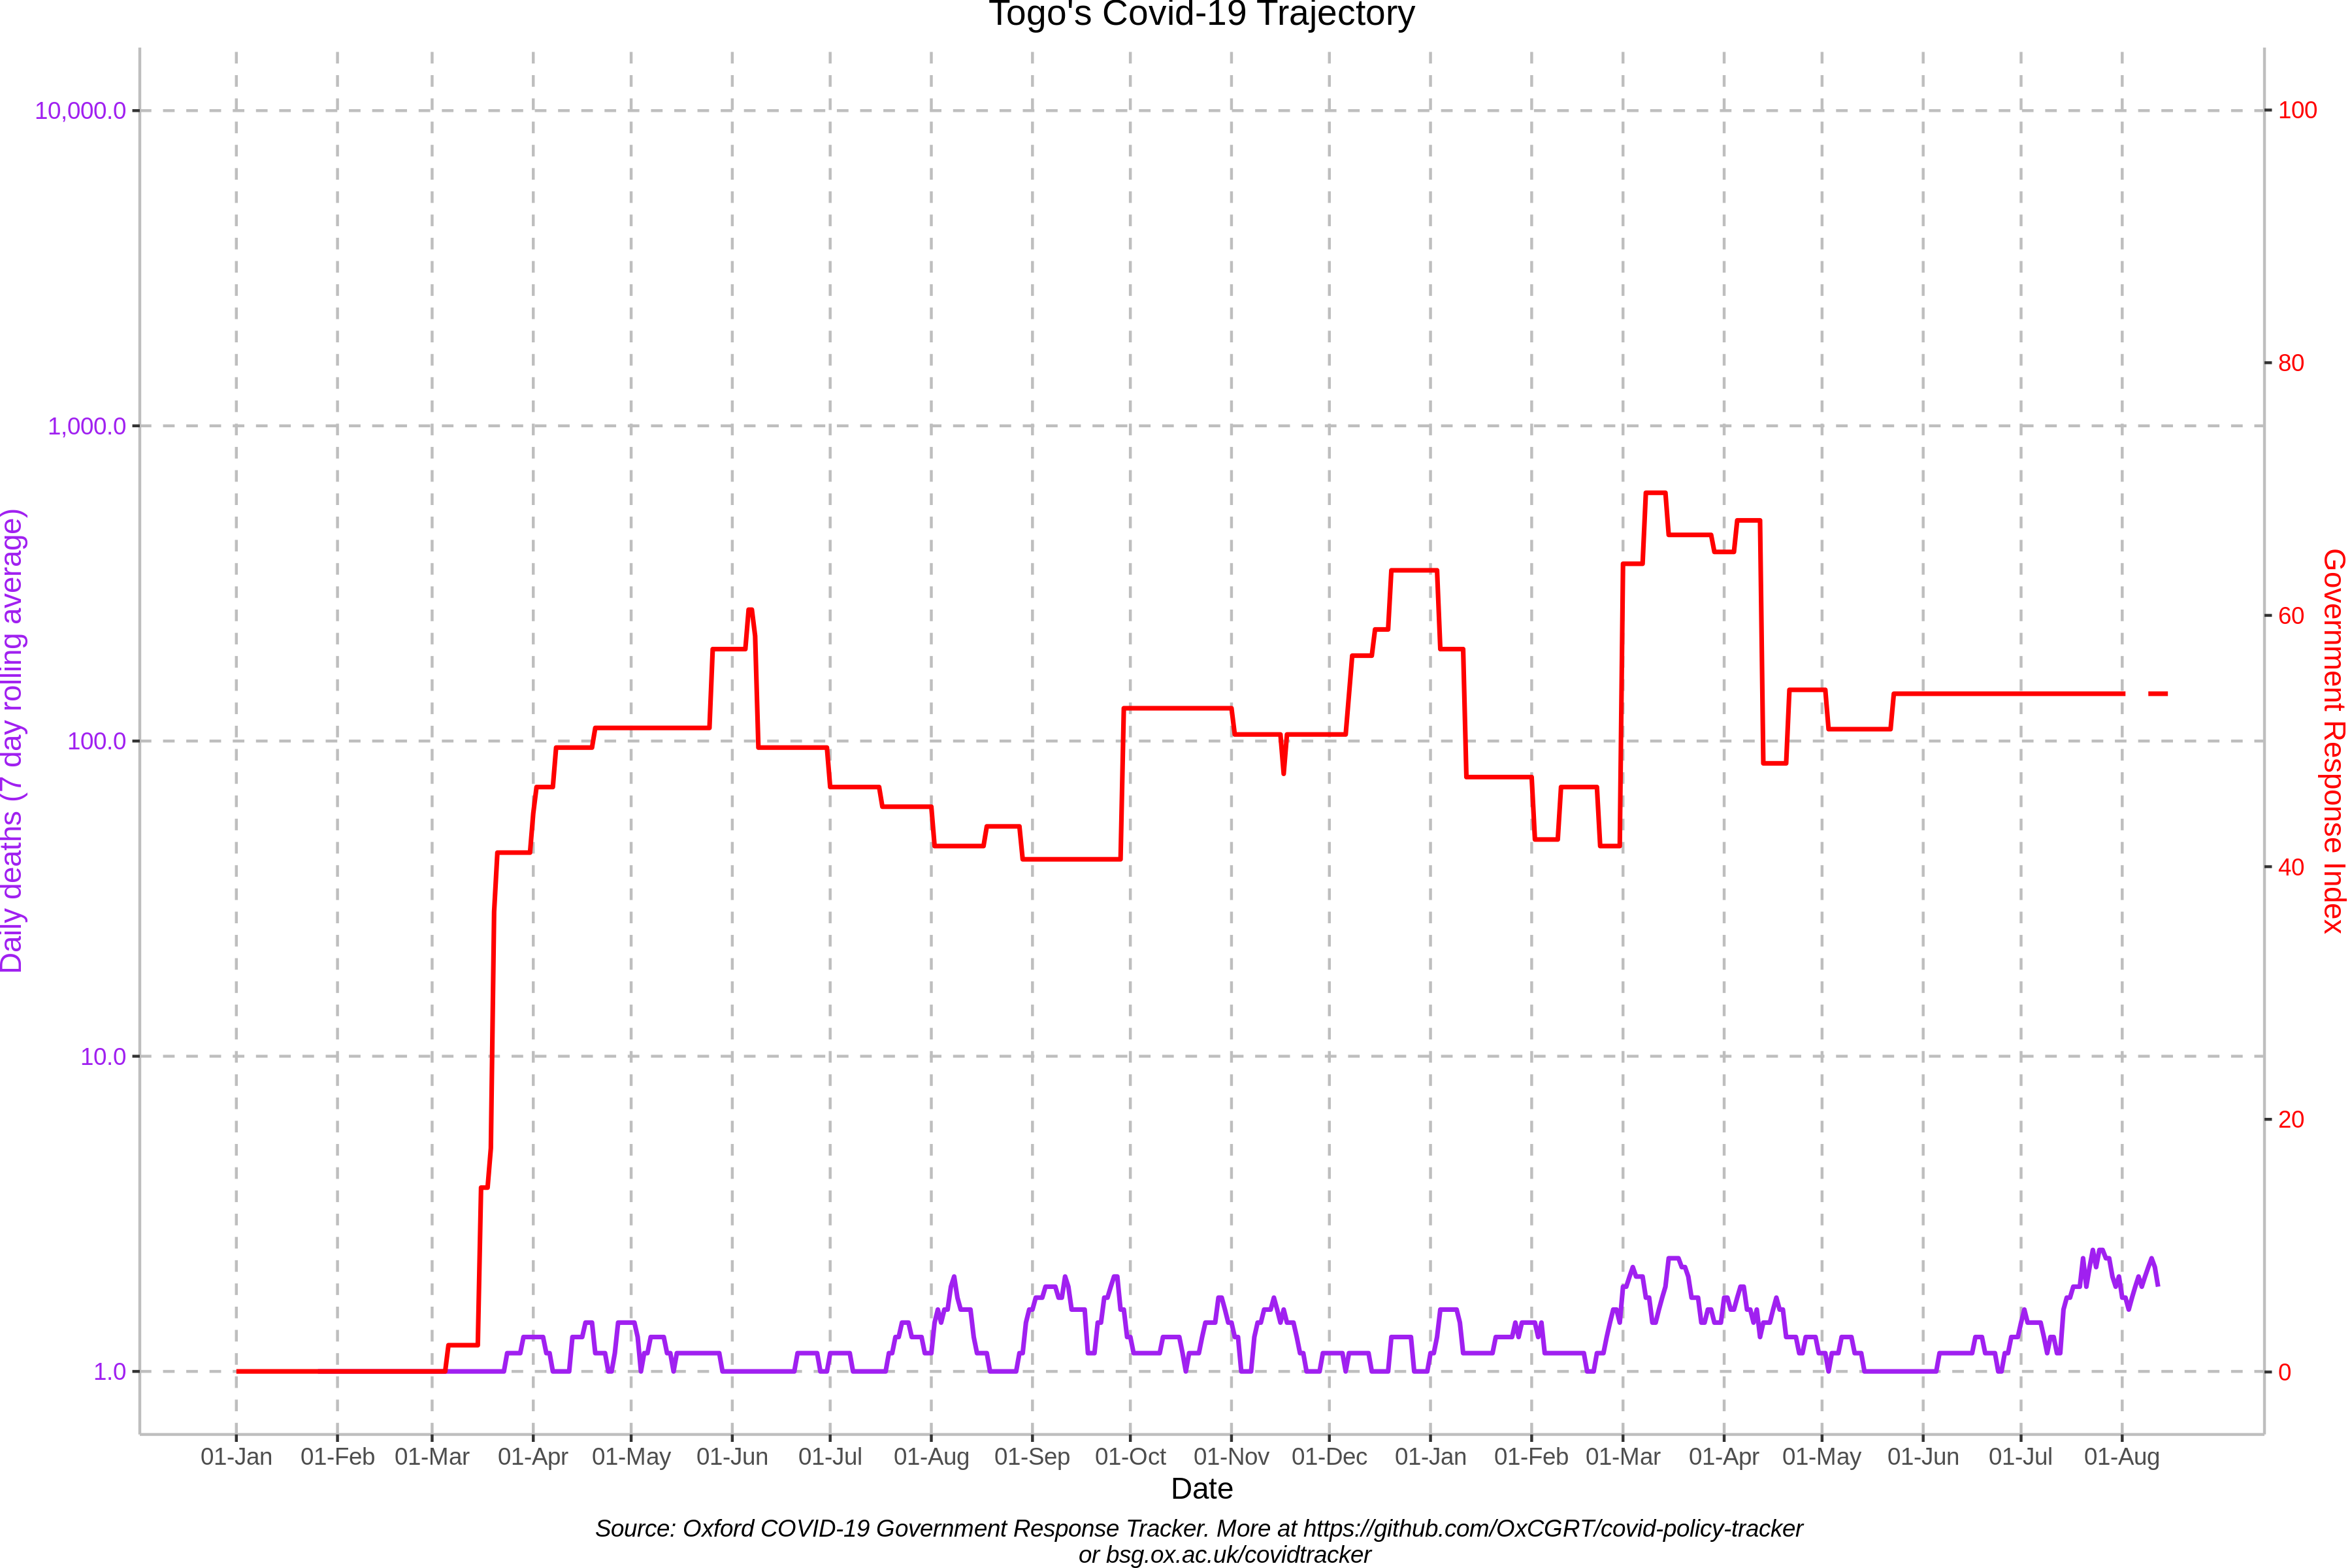 Togo's Covid-19 Trajectory
10,000.0
1,000.0
100.0
10.0
1.0
Daily deaths (7 day rolling average)
100
80
60
40
20
0
Government Response Index
01-Jan 01-Feb 01-Mar 01-Apr 01-May 01-Jun 01-Jul 01-Aug 01-Sep 01-Oct 01-Nov 01-Dec 01-Jan 01-Feb 01-Mar 01-Apr 01-May 01-Jun 01-Jul 01-Aug
Date
Source: Oxford COVID-19 Government Response Tracker. More at https://github.com/OxCGRT/covid-policy-tracker
or bsg.ox.ac.uk/covidtracker